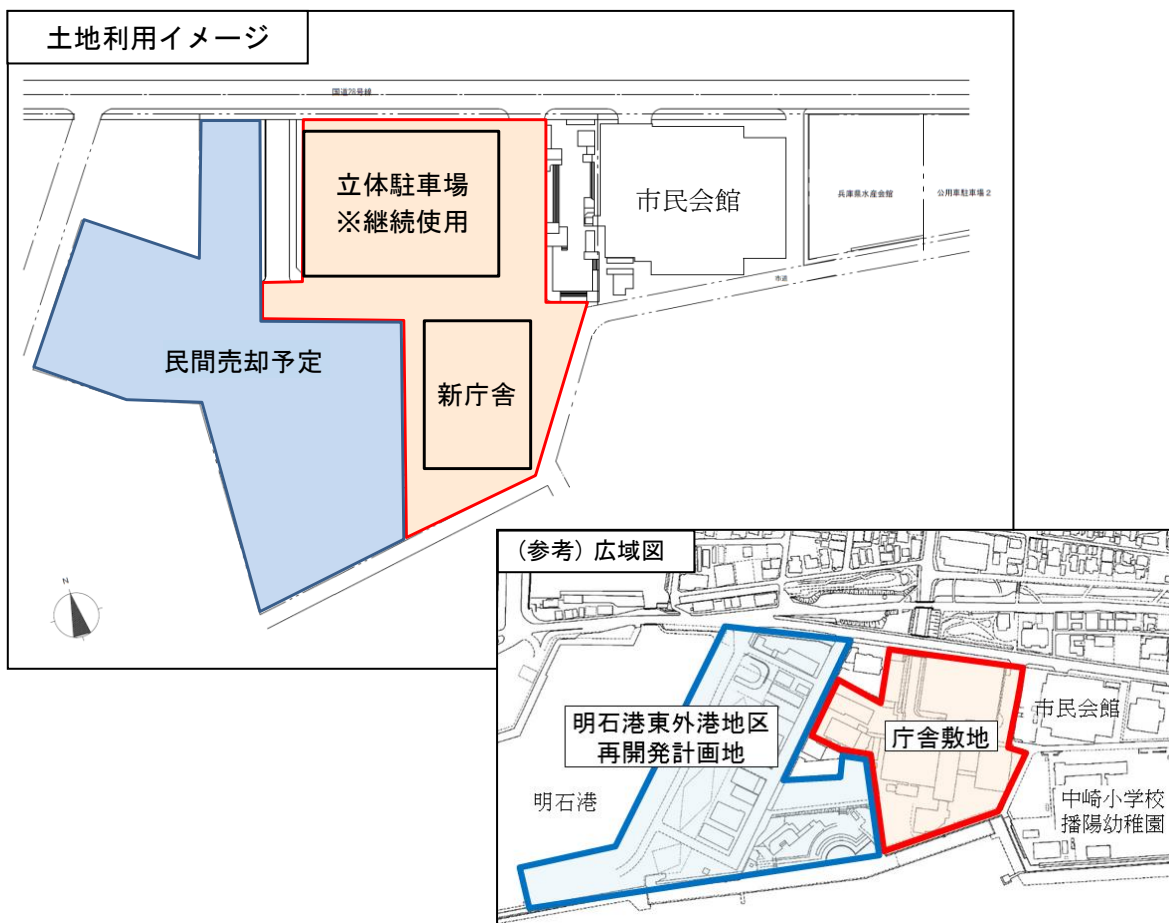 土地利用イメージ
国道28号線
立体駐車場
※継続使用
市民会館
兵庫県水産会館
公用車駐車場2
市道
民間売却予定
新庁舎
N
(参考)広域図
明石港東外港地区
再開発計画地
庁舎敷地
市民会館
明石港
中崎小学校
播陽幼稚園